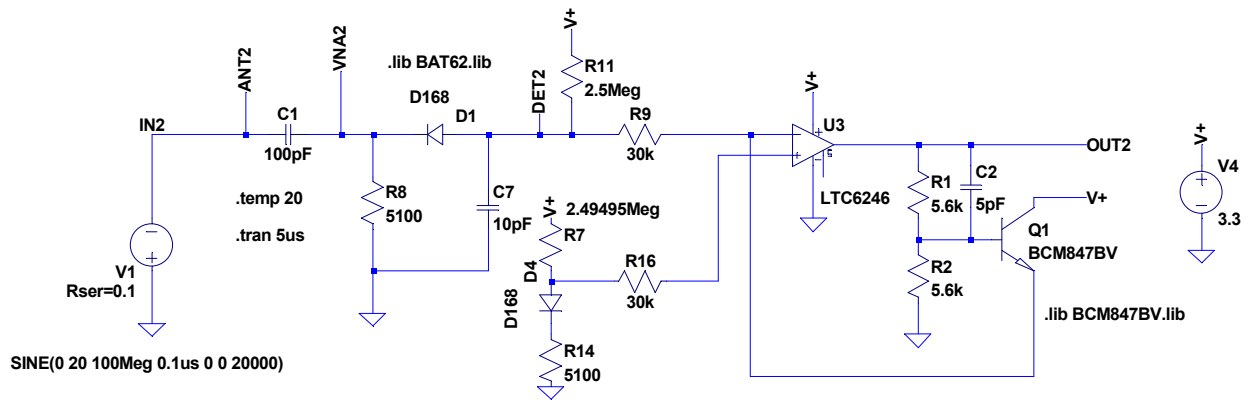 ANT2
VNA2
.lib BAT62.lib
V+
R11
2.5Meg
D168
D1
DET2
IN2
C1
100pF
R9
30k
V+
U3
LTC6246
5
OUT2
V+
V4
3.3
.temp 20
.tran 5us
R8
5100
C7
10pF
V+
2.49495Meg
R7
D4
D168
R16
30k
R14
5100
R1
5.6k
C2
5pF
V+
Q1
BCM847BV
R2
5.6k
.lib BCM847BV.lib
V1
Rser=0.1
SINE(0 20 100Meg 0.1us 0 0 20000)